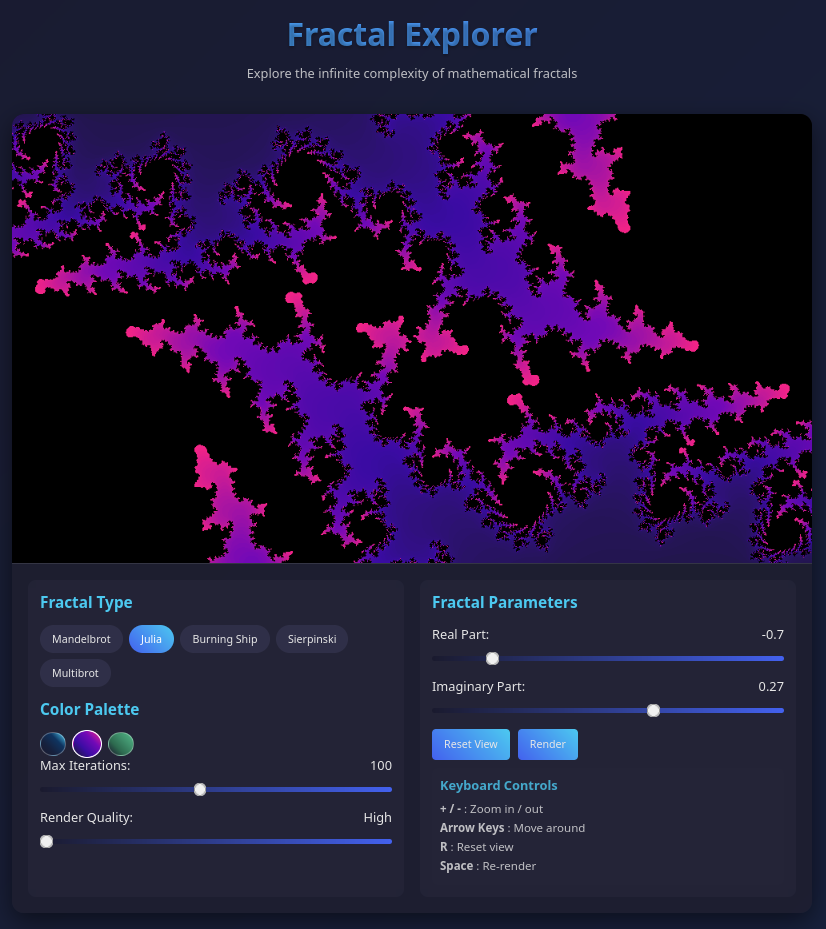 Fractal Explorer
Explore the infinite complexity of mathematical fractals
Fractal Type
Mandelbrot Julia Burning Ship Sierpinski
Multibrot
Color Palette
Max Iterations: 100
Render Quality: High
Fractal Parameters
Real Part: -0.7
Imaginary Part: 0.27
Reset View Render
Keyboard Controls
+ / - : Zoom in / out
Arrow Keys : Move around
R : Reset view
Space : Re-render